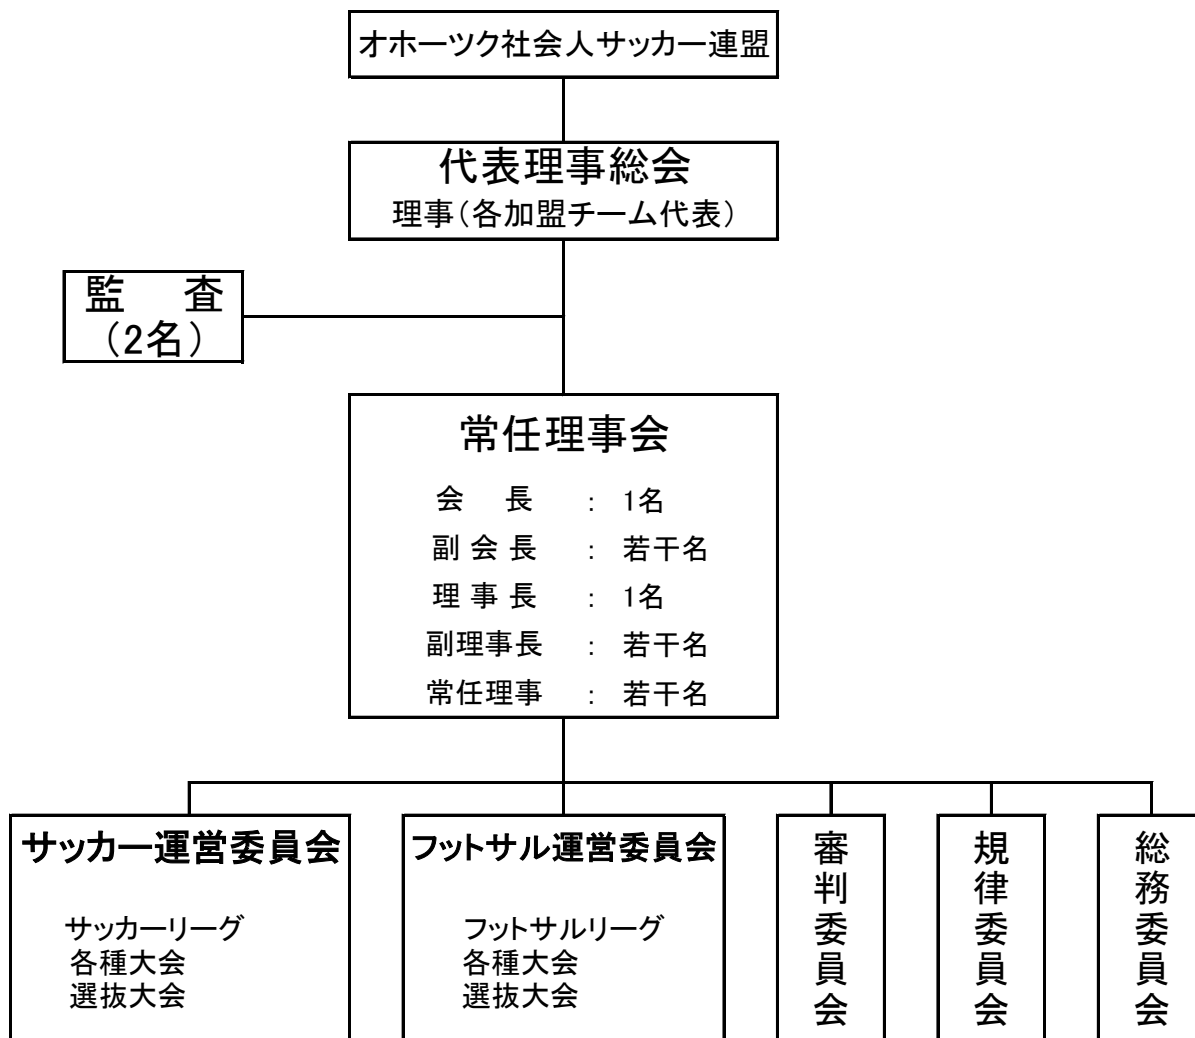 オホーツク社会人サッカー連盟
代表理事総会
理事（各加盟チーム代表）
監　査
（2名）
常任理事会
会　長　：　1名
副 会 長　：　若干名
理 事 長　：　1名
副理事長　：　若干名
常任理事　：　若干名
サッカー運営委員会
サッカーリーグ
各種大会
選抜大会
フットサル運営委員会
フットサルリーグ
各種大会
選抜大会
審判委員会
規律委員会
総務委員会